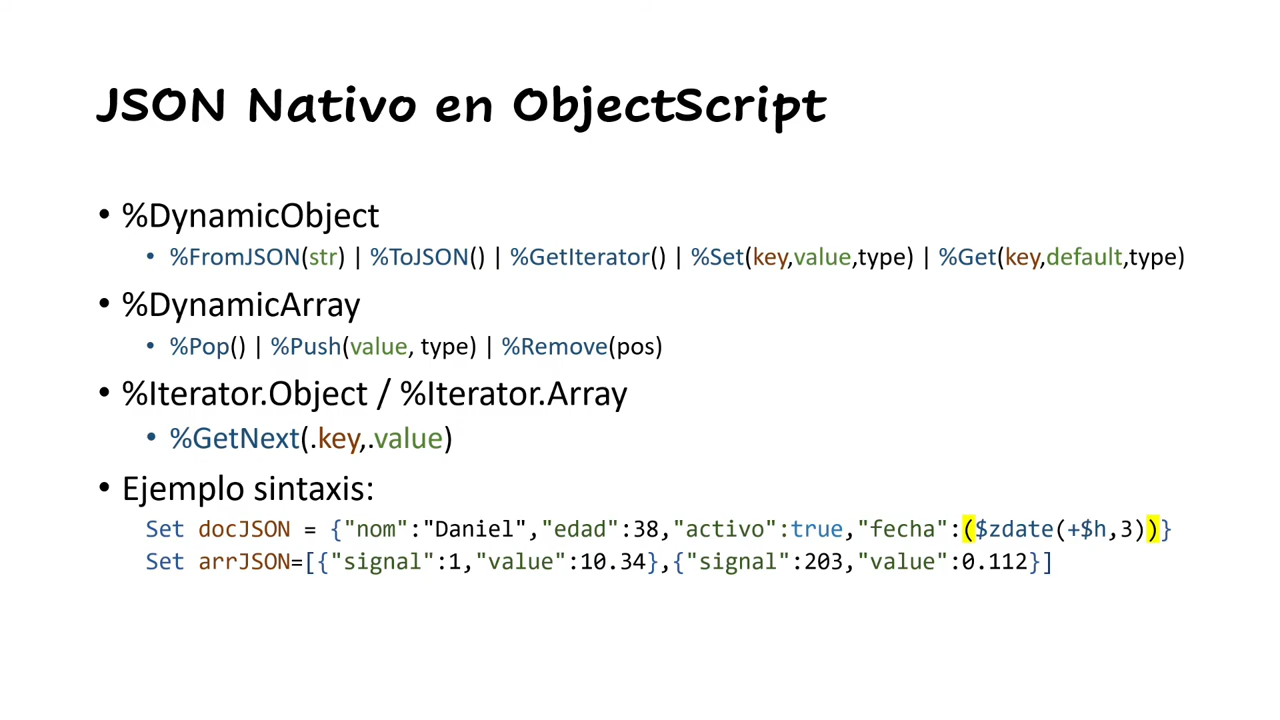 JSON Nativo en ObjectScript
• %DynamicObject
• %FromJSON(str) | %ToJSON() | %GetIterator() | %Set(key,value,type) | %Get(key,default,type)
• %DynamicArray
• %Pop() | %Push(value, type) | %Remove(pos)
• %Iterator.Object / %Iterator.Array
• %GetNext(.key,.value)
• Ejemplo sintaxis:
Set docJSON = {"nom":"Daniel","edad":38,"activo":true,"fecha":($zdate(+$h,3))}
Set arrJSON=[{"signal":1,"value":10.34},{"signal":203,"value":0.112}]